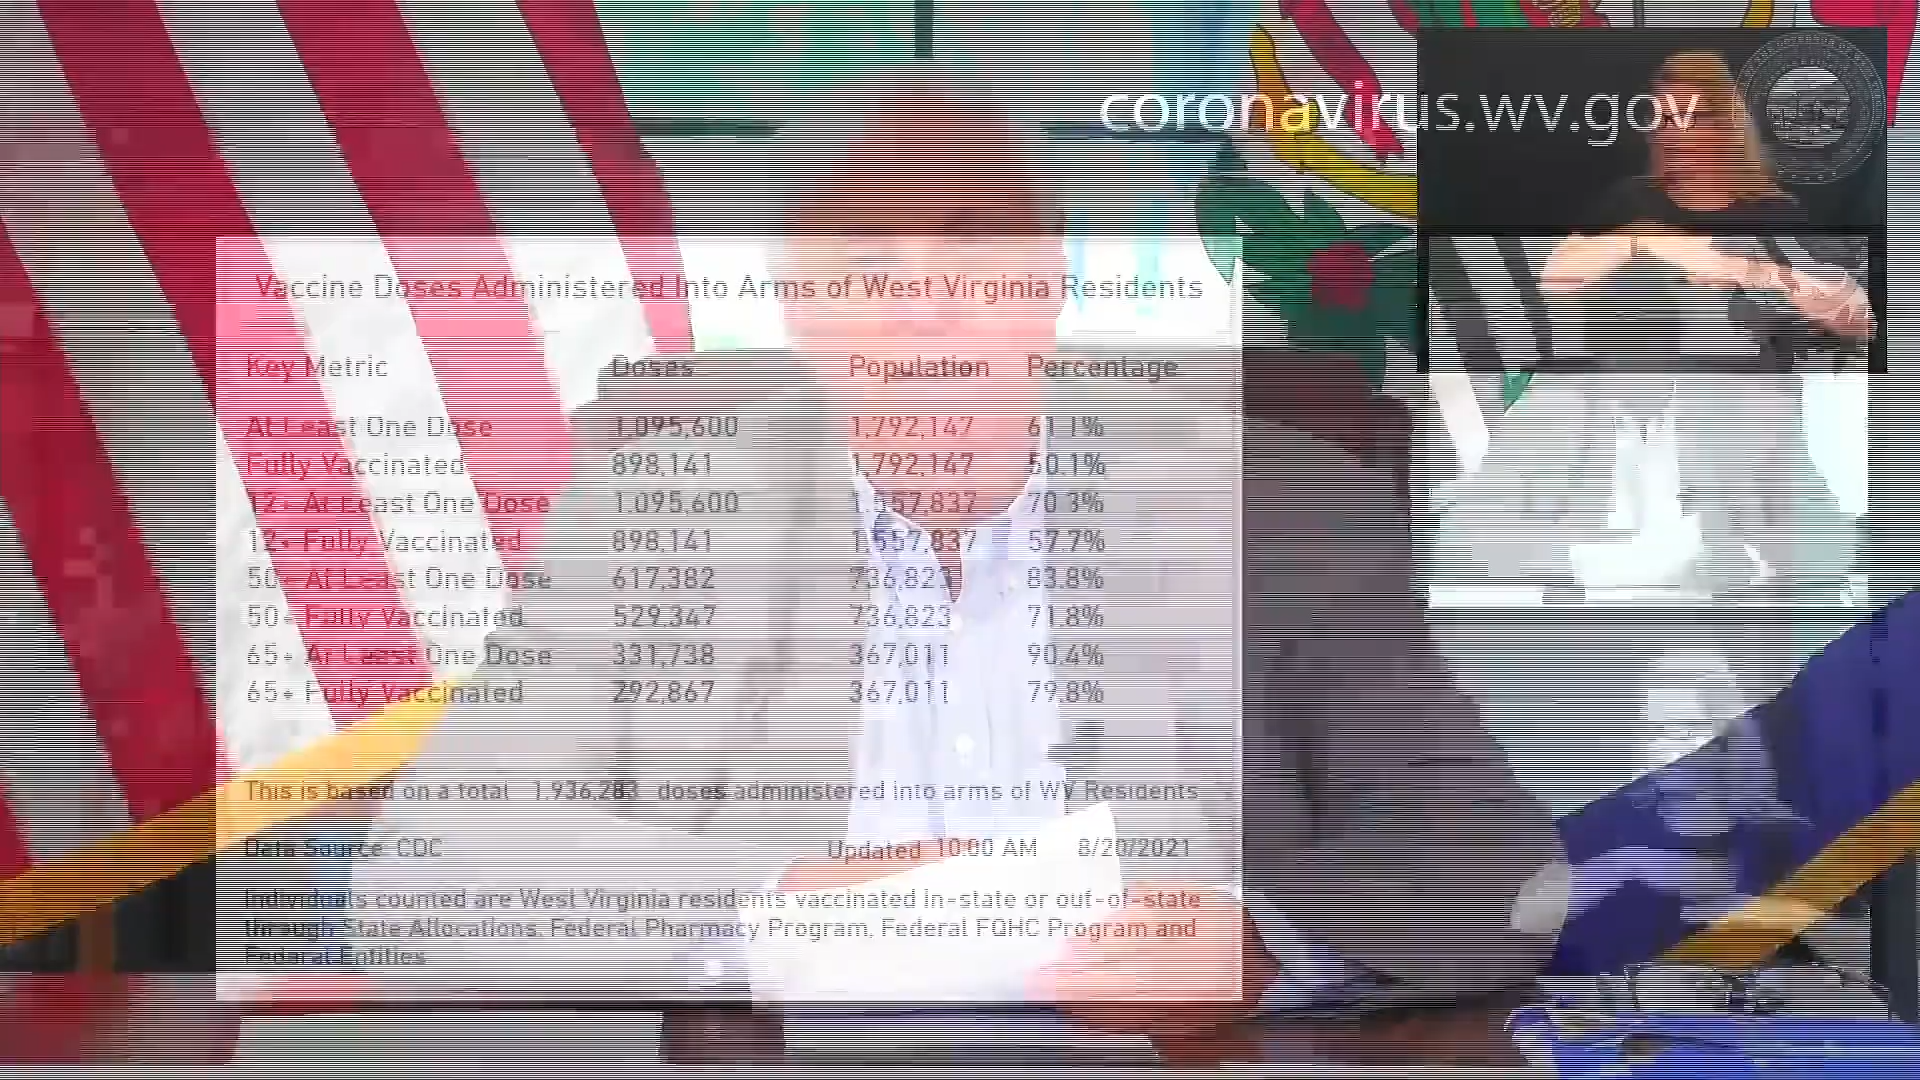 coronavirus.wv.gov
Vaccine Doses Administered Into Arms of West Virginia Residents
Key Metric Doses Population Percentage
At Least One Dose 1,095,600 1,792,147 61.1%
Fully Vaccinated 898,141 1,792,147 50.1%
12+ At Least One Dose 1,095,600 1,557,837 70.3%
12+ Fully Vaccinated 898,141 1,557,837 57.7%
50+ At Least One Dose 617,382 736,823 83.8%
50+ Fully Vaccinated 529,347 736,823 71.8%
65+ At Least One Dose 331,738 367,011 90.4%
65+ Fully Vaccinated 292,867 367,011 79.8%
This is based on a total 1,936,283 doses administered into arms of WV Residents
Data Source: CDC Updated 10:00 AM 8/20/2021
Individuals counted are West Virginia residents vaccinated in-state or out-of-state
through State Allocations, Federal Pharmacy Program, Federal FQHC Program and
Federal Entities